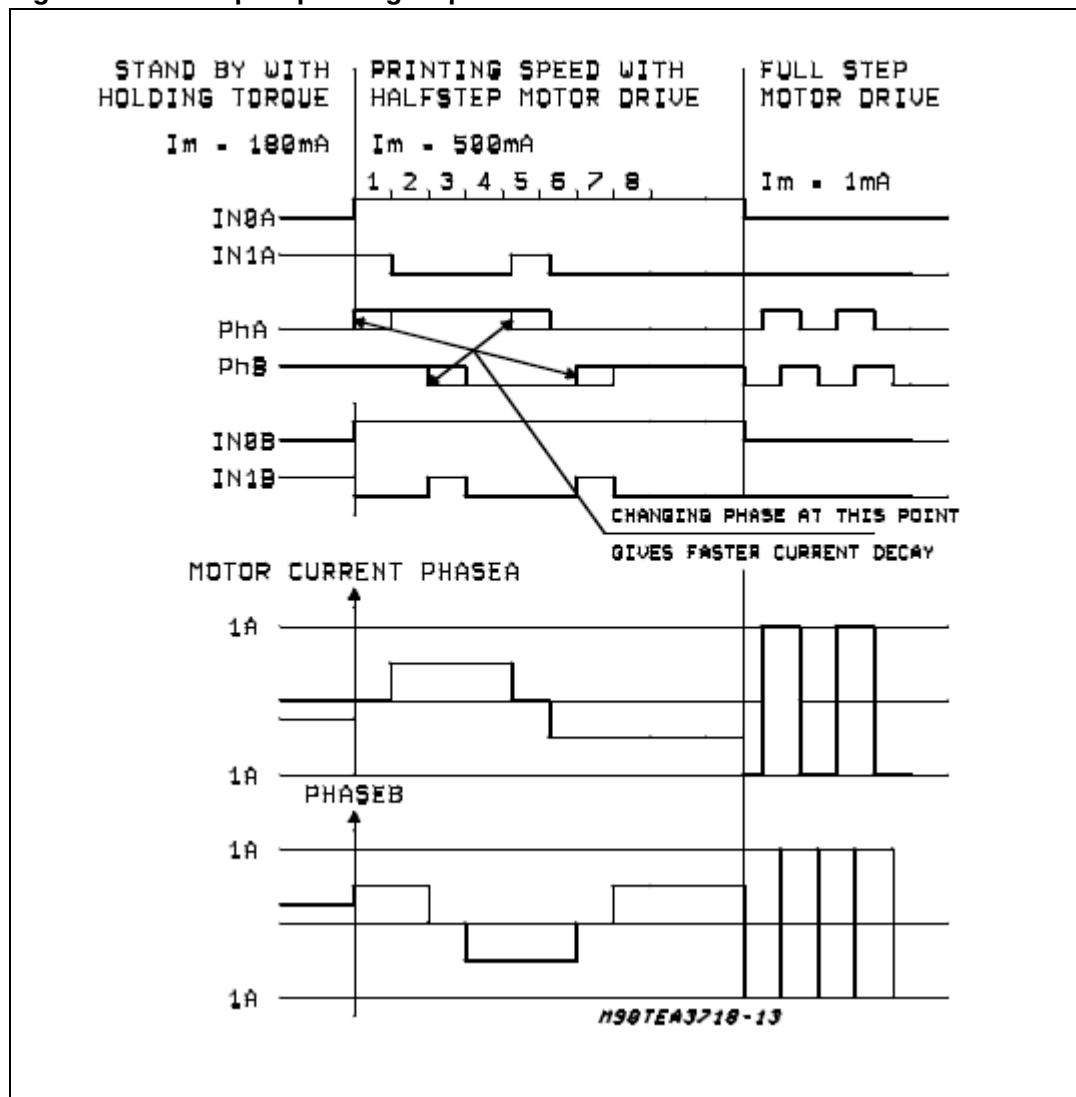 STAND BY WITH
HOLDING TORQUE
Im = 180mA
PRINTING SPEED WITH
HALFSTEP MOTOR DRIVE
Im = 500mA
FULL STEP
MOTOR DRIVE
Im = 1mA
1 2 3 4 5 6 7 8
IN0A
IN1A
PhA
PhB
IN0B
IN1B
CHANGING PHASE AT THIS POINT
GIVES FASTER CURRENT DECAY
MOTOR CURRENT PHASEA
1A
1A
PHASEB
1A
1A
M90TEA3718-13